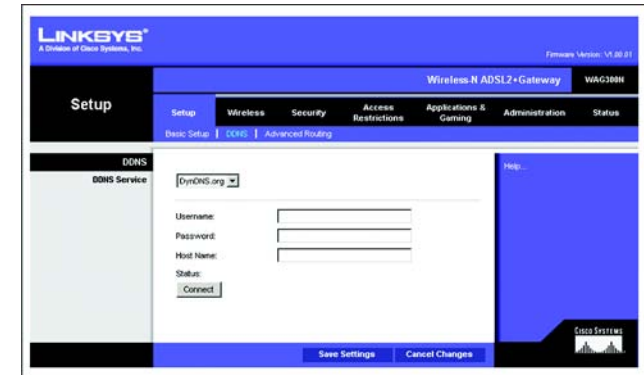 LINKSYS®
A Division of Cisco Systems, Inc.
Firmware Version: V1.00.01
Wireless-N ADSL2+Gateway WAG300N
Setup
Setup Wireless Security Access Restrictions Applications & Gaming Administration Status
Basic Setup | DDNS | Advanced Routing
DDNS
DDNS Service
DynDNS.org
Help...
Username:
Password:
Host Name:
Status:
Connect
Save Settings Cancel Changes
CISCO SYSTEMS